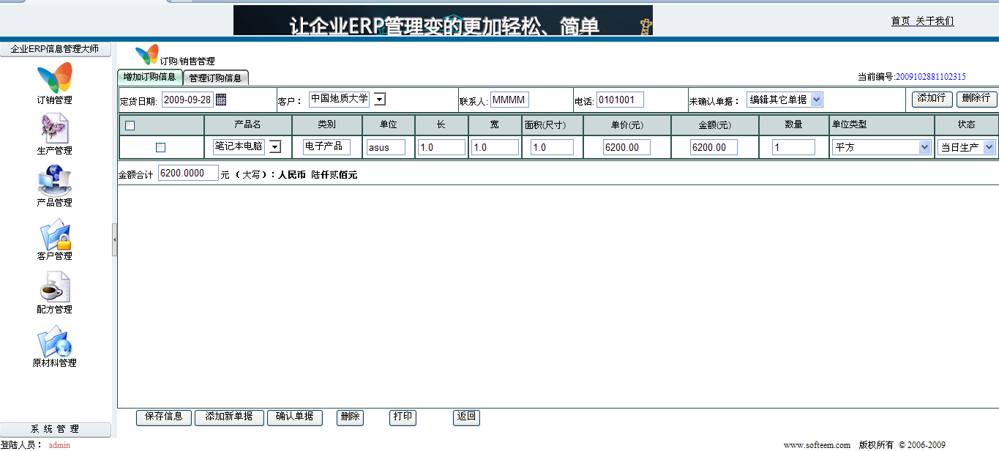 让企业ERP管理变的更加轻松、简单
首页 关于我们
企业ERP信息管理大师
订购/销售管理
增加订购信息 管理订购信息 当前编号:2009102881102315
定货日期: 2009-09-28 客户： 中国地质大学 联系人: MMMM 电话: 0101001 未确认单据： 编辑其它单据 添加行 删除行
产品名 类别 单位 长 宽 面积(尺寸) 单价(元) 金额(元) 数量 单位类型 状态
笔记本电脑 电子产品 asus 1.0 1.0 1.0 6200.00 6200.00 1 平方 当日生产
金额合计 6200.0000 元 （大写）：人民币 陆仟贰佰元
订销管理
生产管理
产品管理
客户管理
配方管理
原材料管理
保存信息 添加新单据 确认单据 删除 打印 返回
系 统 管 理
登陆人员： admin
www.softeem.com 版权所有 © 2006-2009